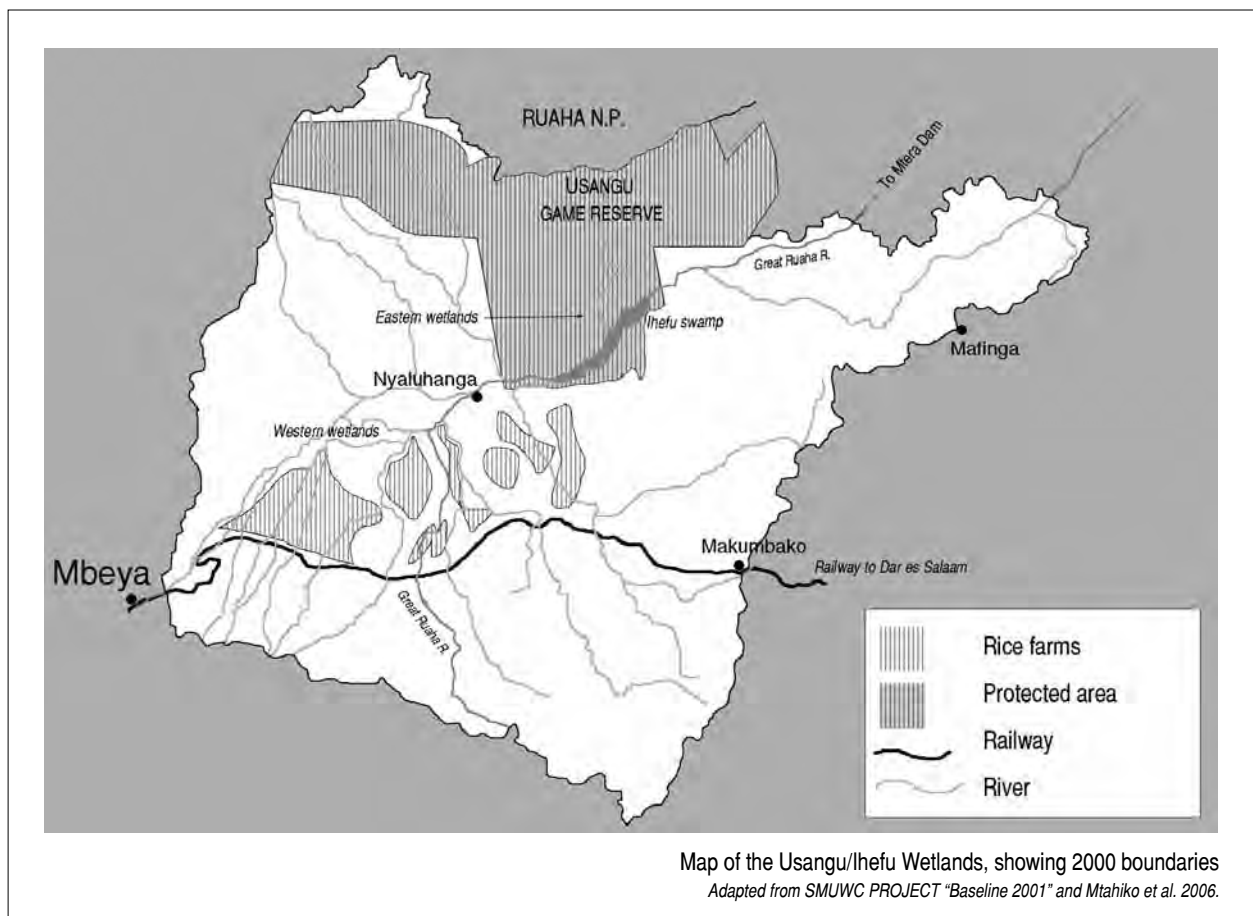 RUAHA N.P.
To Mtera Dam
USANGU
GAME RESERVE
Great Ruaha R.
Eastern wetlands
Ihefu swamp
Mafinga
Nyaluhanga
Western wetlands
Makumbako
Railway to Dar es Salaam
Mbeya
Great Ruaha R.
Rice farms
Protected area
Railway
River
Map of the Usangu/Ihefu Wetlands, showing 2000 boundaries
Adapted from SMUWC PROJECT “Baseline 2001” and Mtahiko et al. 2006.